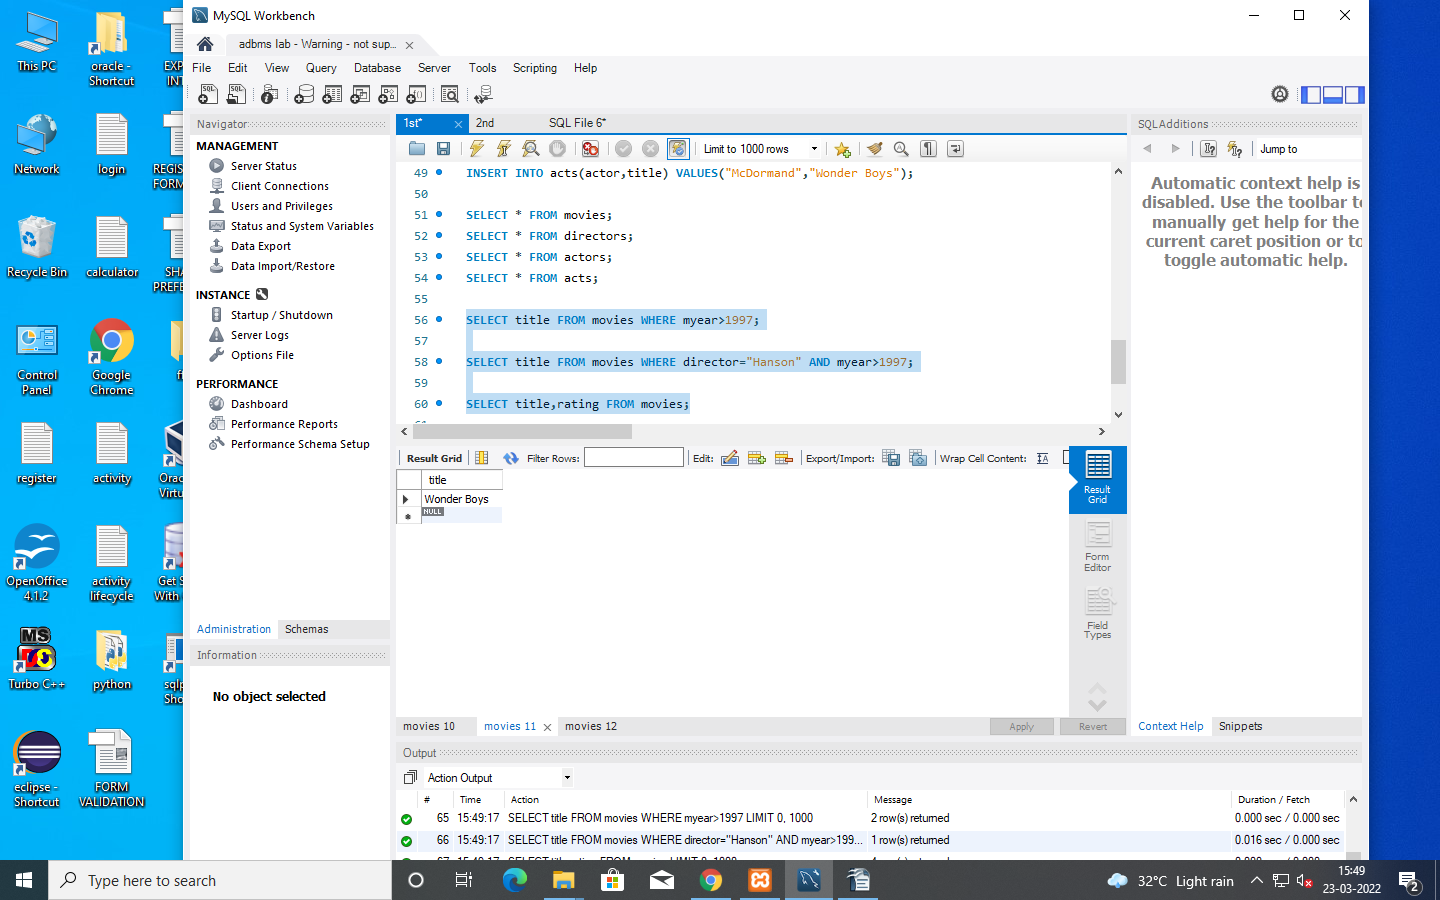 MySQL Workbench
adbms lab - Warning - not sup...
File Edit View Query Database Server Tools Scripting Help
This PC
oracle - Shortcut
Network
login
Recycle Bin
calculator
Control Panel
Google Chrome
register
activity
OpenOffice 4.1.2
activity lifecycle
Turbo C++
python
eclipse - Shortcut
FORM VALIDATION
Navigator
MANAGEMENT
Server Status
Client Connections
Users and Privileges
Status and System Variables
Data Export
Data Import/Restore
INSTANCE
Startup / Shutdown
Server Logs
Options File
PERFORMANCE
Dashboard
Performance Reports
Performance Schema Setup
Administration Schemas
Information
No object selected
1st* 2nd SQL File 6*
Limit to 1000 rows
49 INSERT INTO acts(actor,title) VALUES("McDormand","Wonder Boys");
50
51 SELECT * FROM movies;
52 SELECT * FROM directors;
53 SELECT * FROM actors;
54 SELECT * FROM acts;
55
56 SELECT title FROM movies WHERE myear>1997;
57
58 SELECT title FROM movies WHERE director="Hanson" AND myear>1997;
59
60 SELECT title,rating FROM movies;
Result Grid Filter Rows: Edit: Export/Import: Wrap Cell Content:
title
Wonder Boys
NULL
Result Grid
Form Editor
Field Types
movies 10 movies 11 movies 12 Apply Revert
SQLAdditions
Jump to
Automatic context help is
disabled. Use the toolbar to
manually get help for the
current caret position or to
toggle automatic help.
Context Help Snippets
Output
Action Output
# Time Action Message Duration / Fetch
65 15:49:17 SELECT title FROM movies WHERE myear>1997 LIMIT 0, 1000 2 row(s) returned 0.000 sec / 0.000 sec
66 15:49:17 SELECT title FROM movies WHERE director="Hanson" AND myear>199... 1 row(s) returned 0.016 sec / 0.000 sec
Type here to search
32°C Light rain
15:49
23-03-2022
2